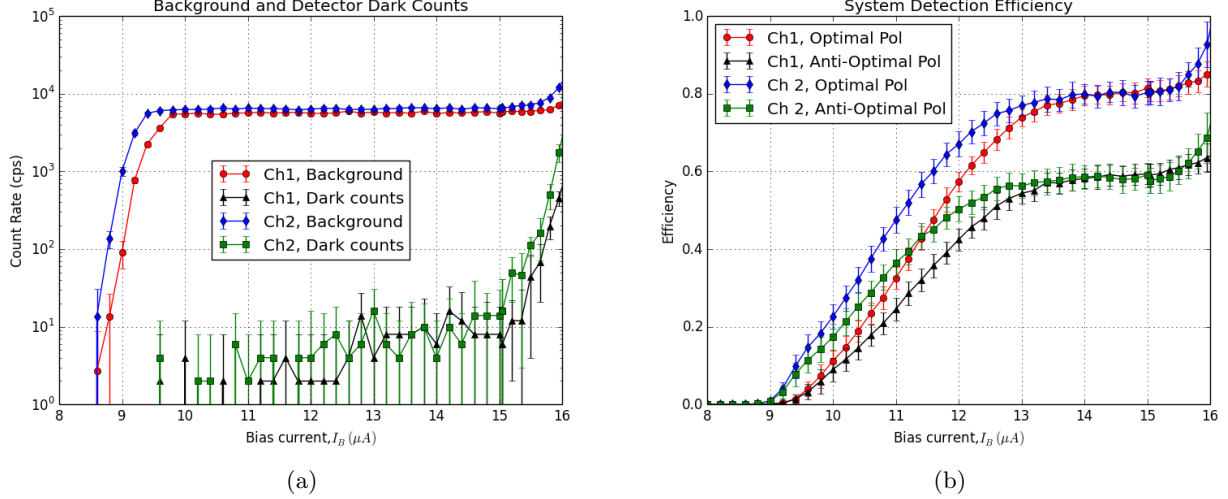 Background and Detector Dark Counts
10^5
10^4
10^3
10^2
10^1
10^0
Count Rate (cps)
Ch1, Background
Ch1, Dark counts
Ch2, Background
Ch2, Dark counts
8 9 10 11 12 13 14 15 16
Bias current, I_B (μA)
(a)
System Detection Efficiency
1.0
0.8
0.6
0.4
0.2
0.0
Efficiency
Ch1, Optimal Pol
Ch1, Anti-Optimal Pol
Ch 2, Optimal Pol
Ch 2, Anti-Optimal Pol
8 9 10 11 12 13 14 15 16
Bias current, I_B (μA)
(b)